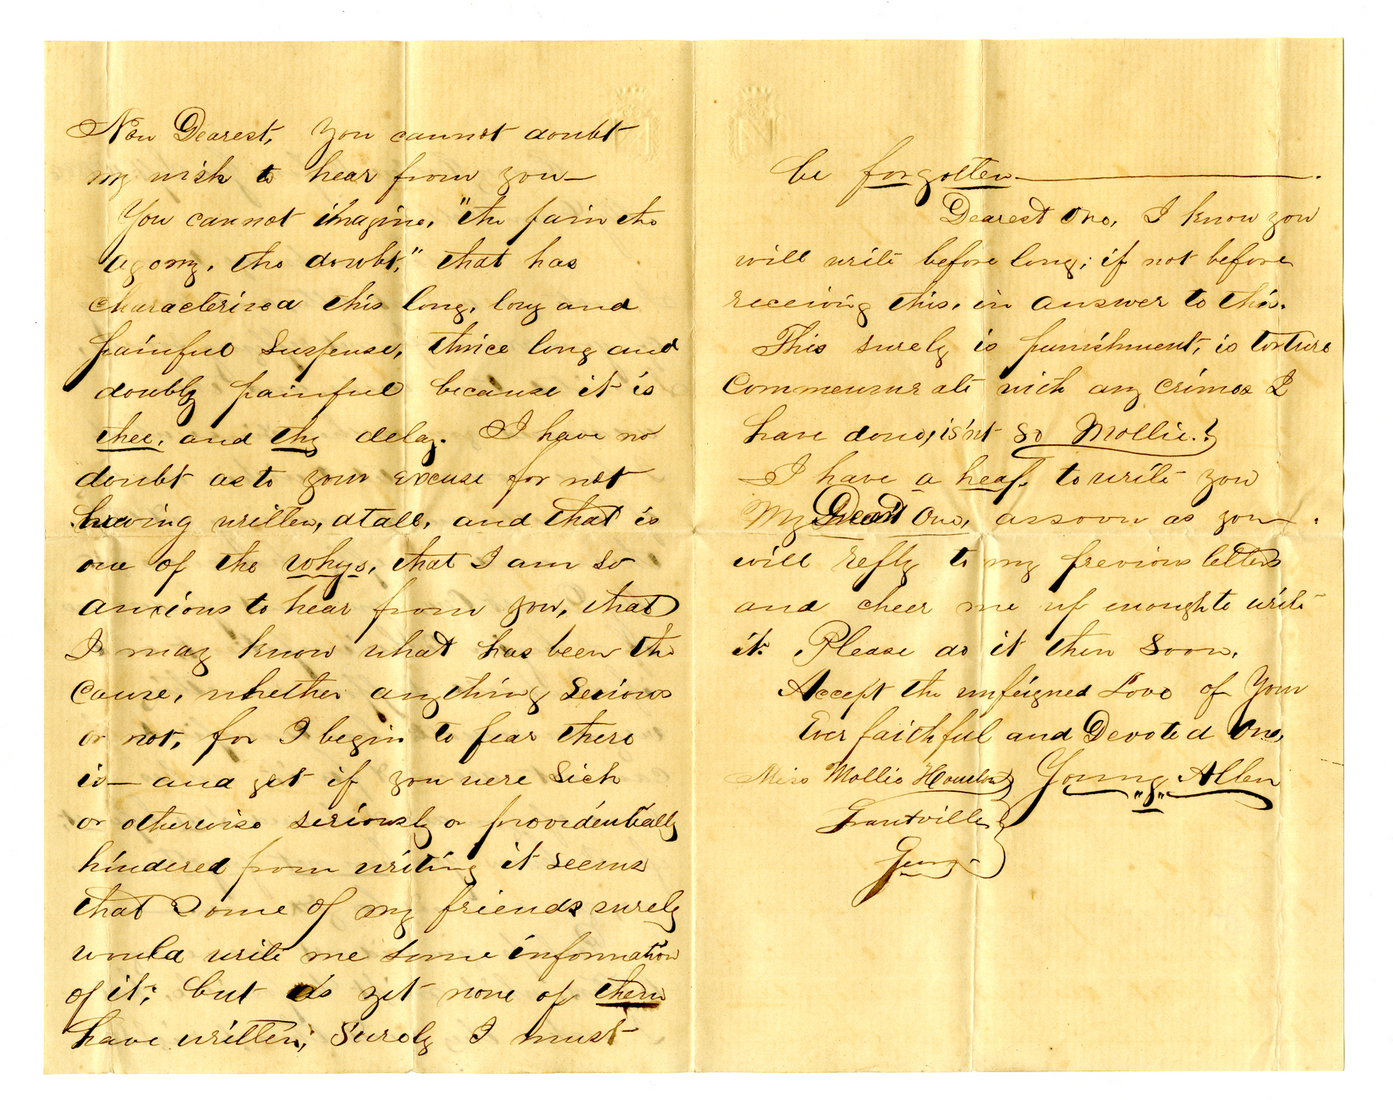 Now Dearest, you cannot doubt
my wish to hear from you—
You cannot imagine, "the pain the
agony, the doubt," that has
characterised this long, long and
painful suspense, thrice long and
doubly painful because it is
thee, and thy delay. I have no
doubt as to your excuse for not
having written, atall, and that is
one of the whys, that I am so
anxious to hear from you, that
I may know what has been the
cause, whether anything serious
or not, for I begin to fear there
is— and yet if you were sick
or otherwise seriously or providentially
hindered from writing it seems
that some of my friends surely
would write me some information
of it; but as yet none of them
have written; Surely I must
be forgotten.
Dearest One, I know you
will write before long; if not before
receiving this, in answer to this.
This surely is punishment, is torture
Commensurate with any crimes I
have done, is'nt so Mollie.?
I have a heap to write you
My Dear One, assoon as you
will reply to my previous letters
and cheer me up enough to write
it. Please do it then soon.
Accept the unfeigned Love of Your
Ever faithful and Devoted One,
Miss Mollie Houston Young J. Allen
Grantville
Georgia